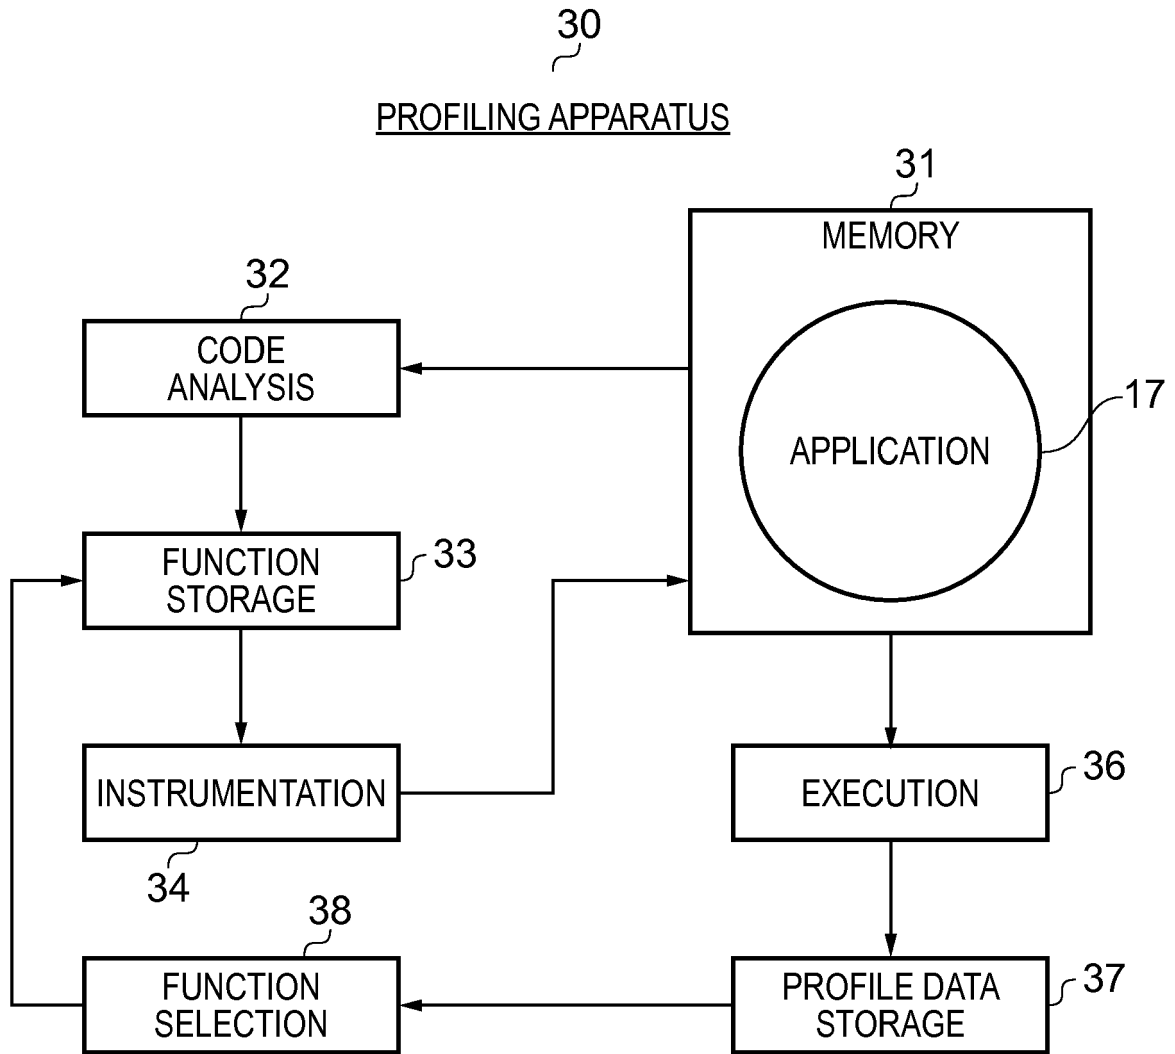 30
PROFILING APPARATUS
31
MEMORY
32
CODE
ANALYSIS
17
APPLICATION
FUNCTION
STORAGE
33
INSTRUMENTATION
34
EXECUTION
36
38
FUNCTION
SELECTION
PROFILE DATA
STORAGE
37